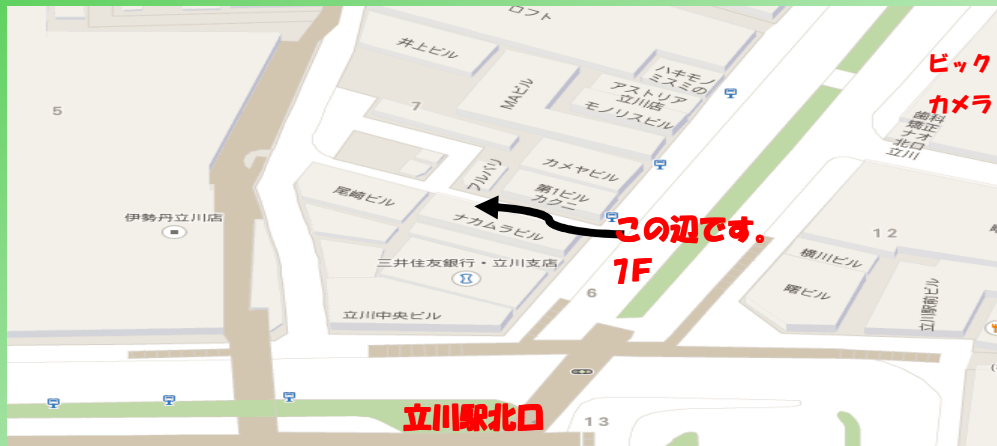 ロフト
井上ビル
ビック
カメラ
ハキモノ
ミスミの
アストリア
立川店
モノリスビル
MAビル
5
1
歯科
矯正
ナオ
北口
立川
カメヤビル
フルバリ
第1ビル
カクニ
尾崎ビル
ナカムラビル
伊勢丹立川店
この辺です。
1F
12
横川ビル
三井住友銀行・立川支店
曙ビル
立川駅前ビル
6
立川中央ビル
立川駅北口
13